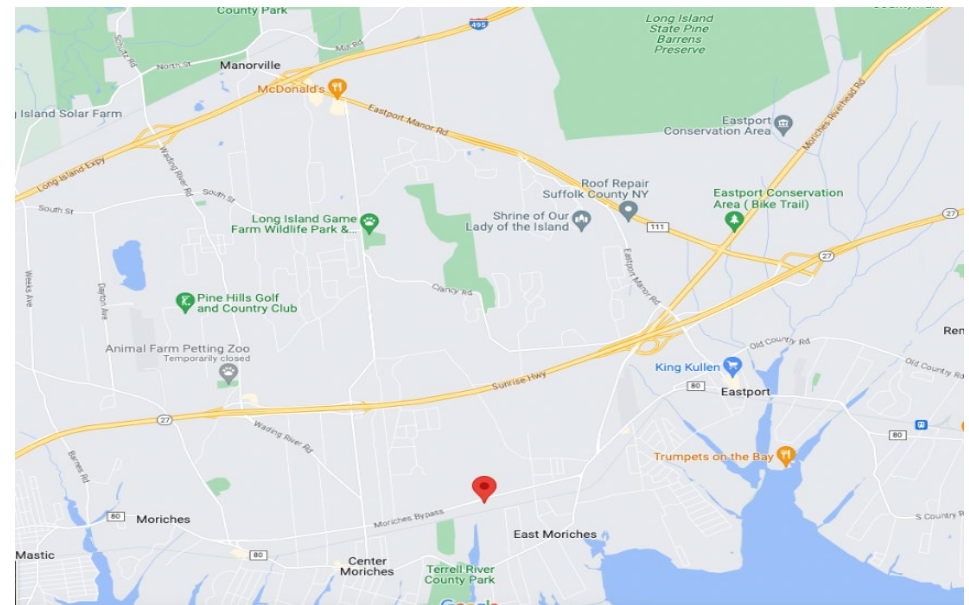 County Park
495
Long Island
State Pine
Barrens
Preserve
Schultz Rd
North St
Mill Rd
Manorville
McDonald's
Island Solar Farm
Long Island Expy
Wading River Rd
Eastport Manor Rd
Eastport
Conservation Area
Moriches Riverhead Rd
South St
South St
Roof Repair
Suffolk County NY
Eastport Conservation
Area ( Bike Trail)
Long Island Game
Farm Wildlife Park &...
Shrine of Our
Lady of the Island
111
27
27
Weeks Ave
Dayton Ave
Clancy Rd
Eastport Manor Rd
Pine Hills Golf
and Country Club
Animal Farm Petting Zoo
Temporarily closed
Old Country Rd
Ren
Old Country Rd
King Kullen
Sunrise Hwy
80
Eastport
27
Wading River Rd
80
Barnes Rd
Trumpets on the Bay
80
Moriches
Moriches Bypass
S Country R
East Moriches
Mastic
80
Center
Moriches
Terrell River
County Park
Google